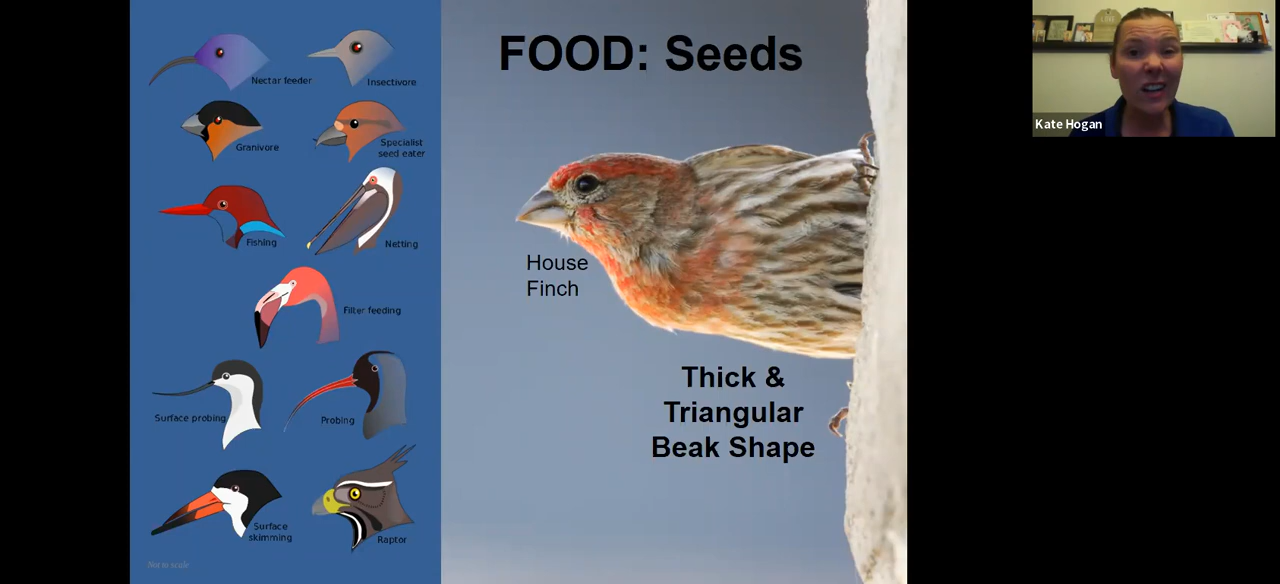 Nectar feeder
Insectivore
Granivore
Specialist
seed eater
Fishing
Netting
Filter feeding
Surface probing
Probing
Surface
skimming
Raptor
Not to scale
FOOD: Seeds
House
Finch
Thick &
Triangular
Beak Shape
LOVE
Kate Hogan